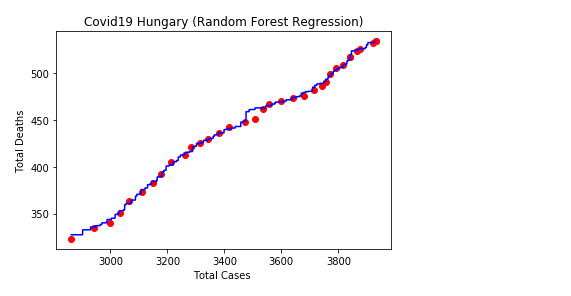 Covid19 Hungary (Random Forest Regression)
Total Deaths
500
450
400
350
3000 3200 3400 3600 3800
Total Cases